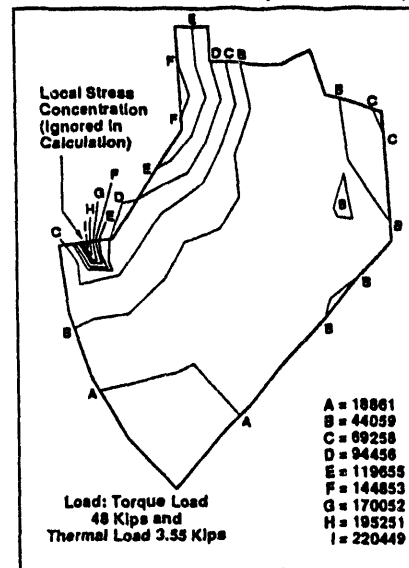 E
F
D C B
B
C
Local Stress
Concentration
(Ignored in
Calculation)
F
C
F
G
H
I
E
D
E
C
B
B
B
B
B
A
A
A = 18861
B = 44059
C = 69258
D = 94456
E = 119655
F = 144853
G = 170052
H = 195251
I = 220449
Load: Torque Load
48 Kips and
Thermal Load 3.55 Kips